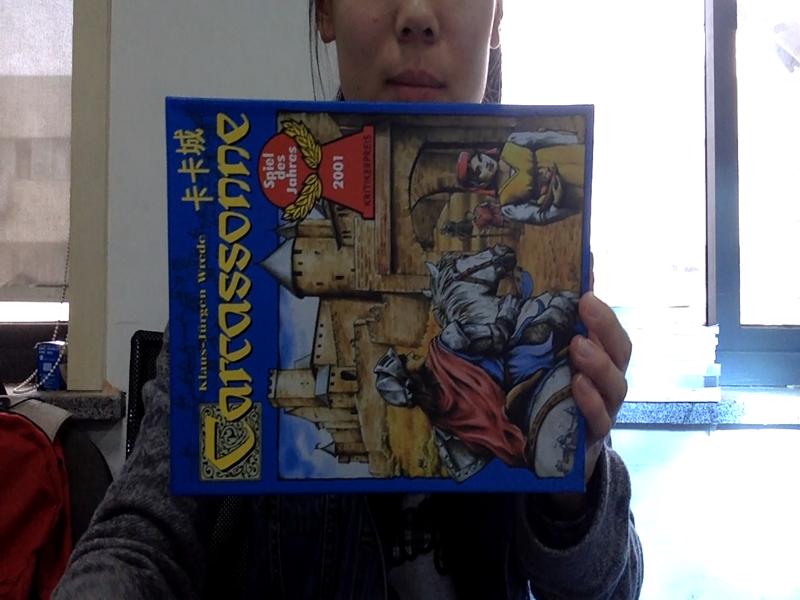 卡卡城
Klaus-Jürgen Wrede
Carcassonne
Spiel
des
Jahres
2001
KRITIKERPREIS